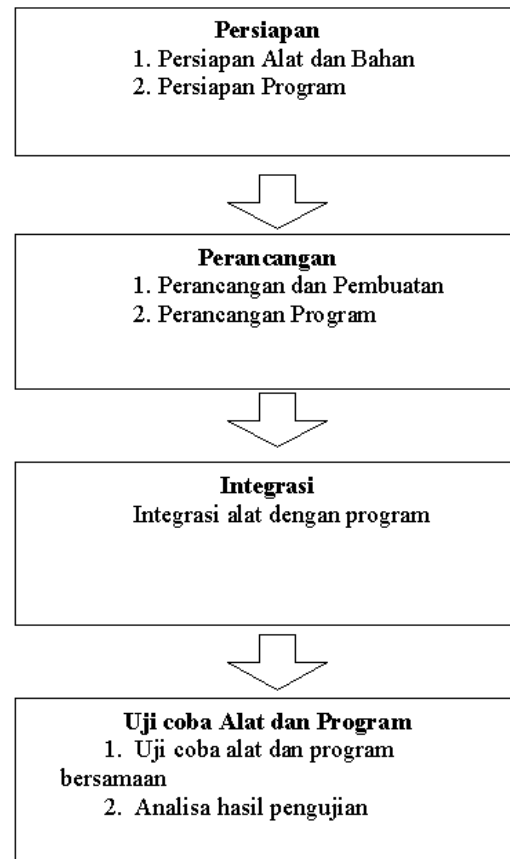 Persiapan
1. Persiapan Alat dan Bahan
2. Persiapan Program
Perancangan
1. Perancangan dan Pembuatan
2. Perancangan Program
Integrasi
Integrasi alat dengan program
Uji coba Alat dan Program
1. Uji coba alat dan program
bersamaan
2. Analisa hasil pengujian